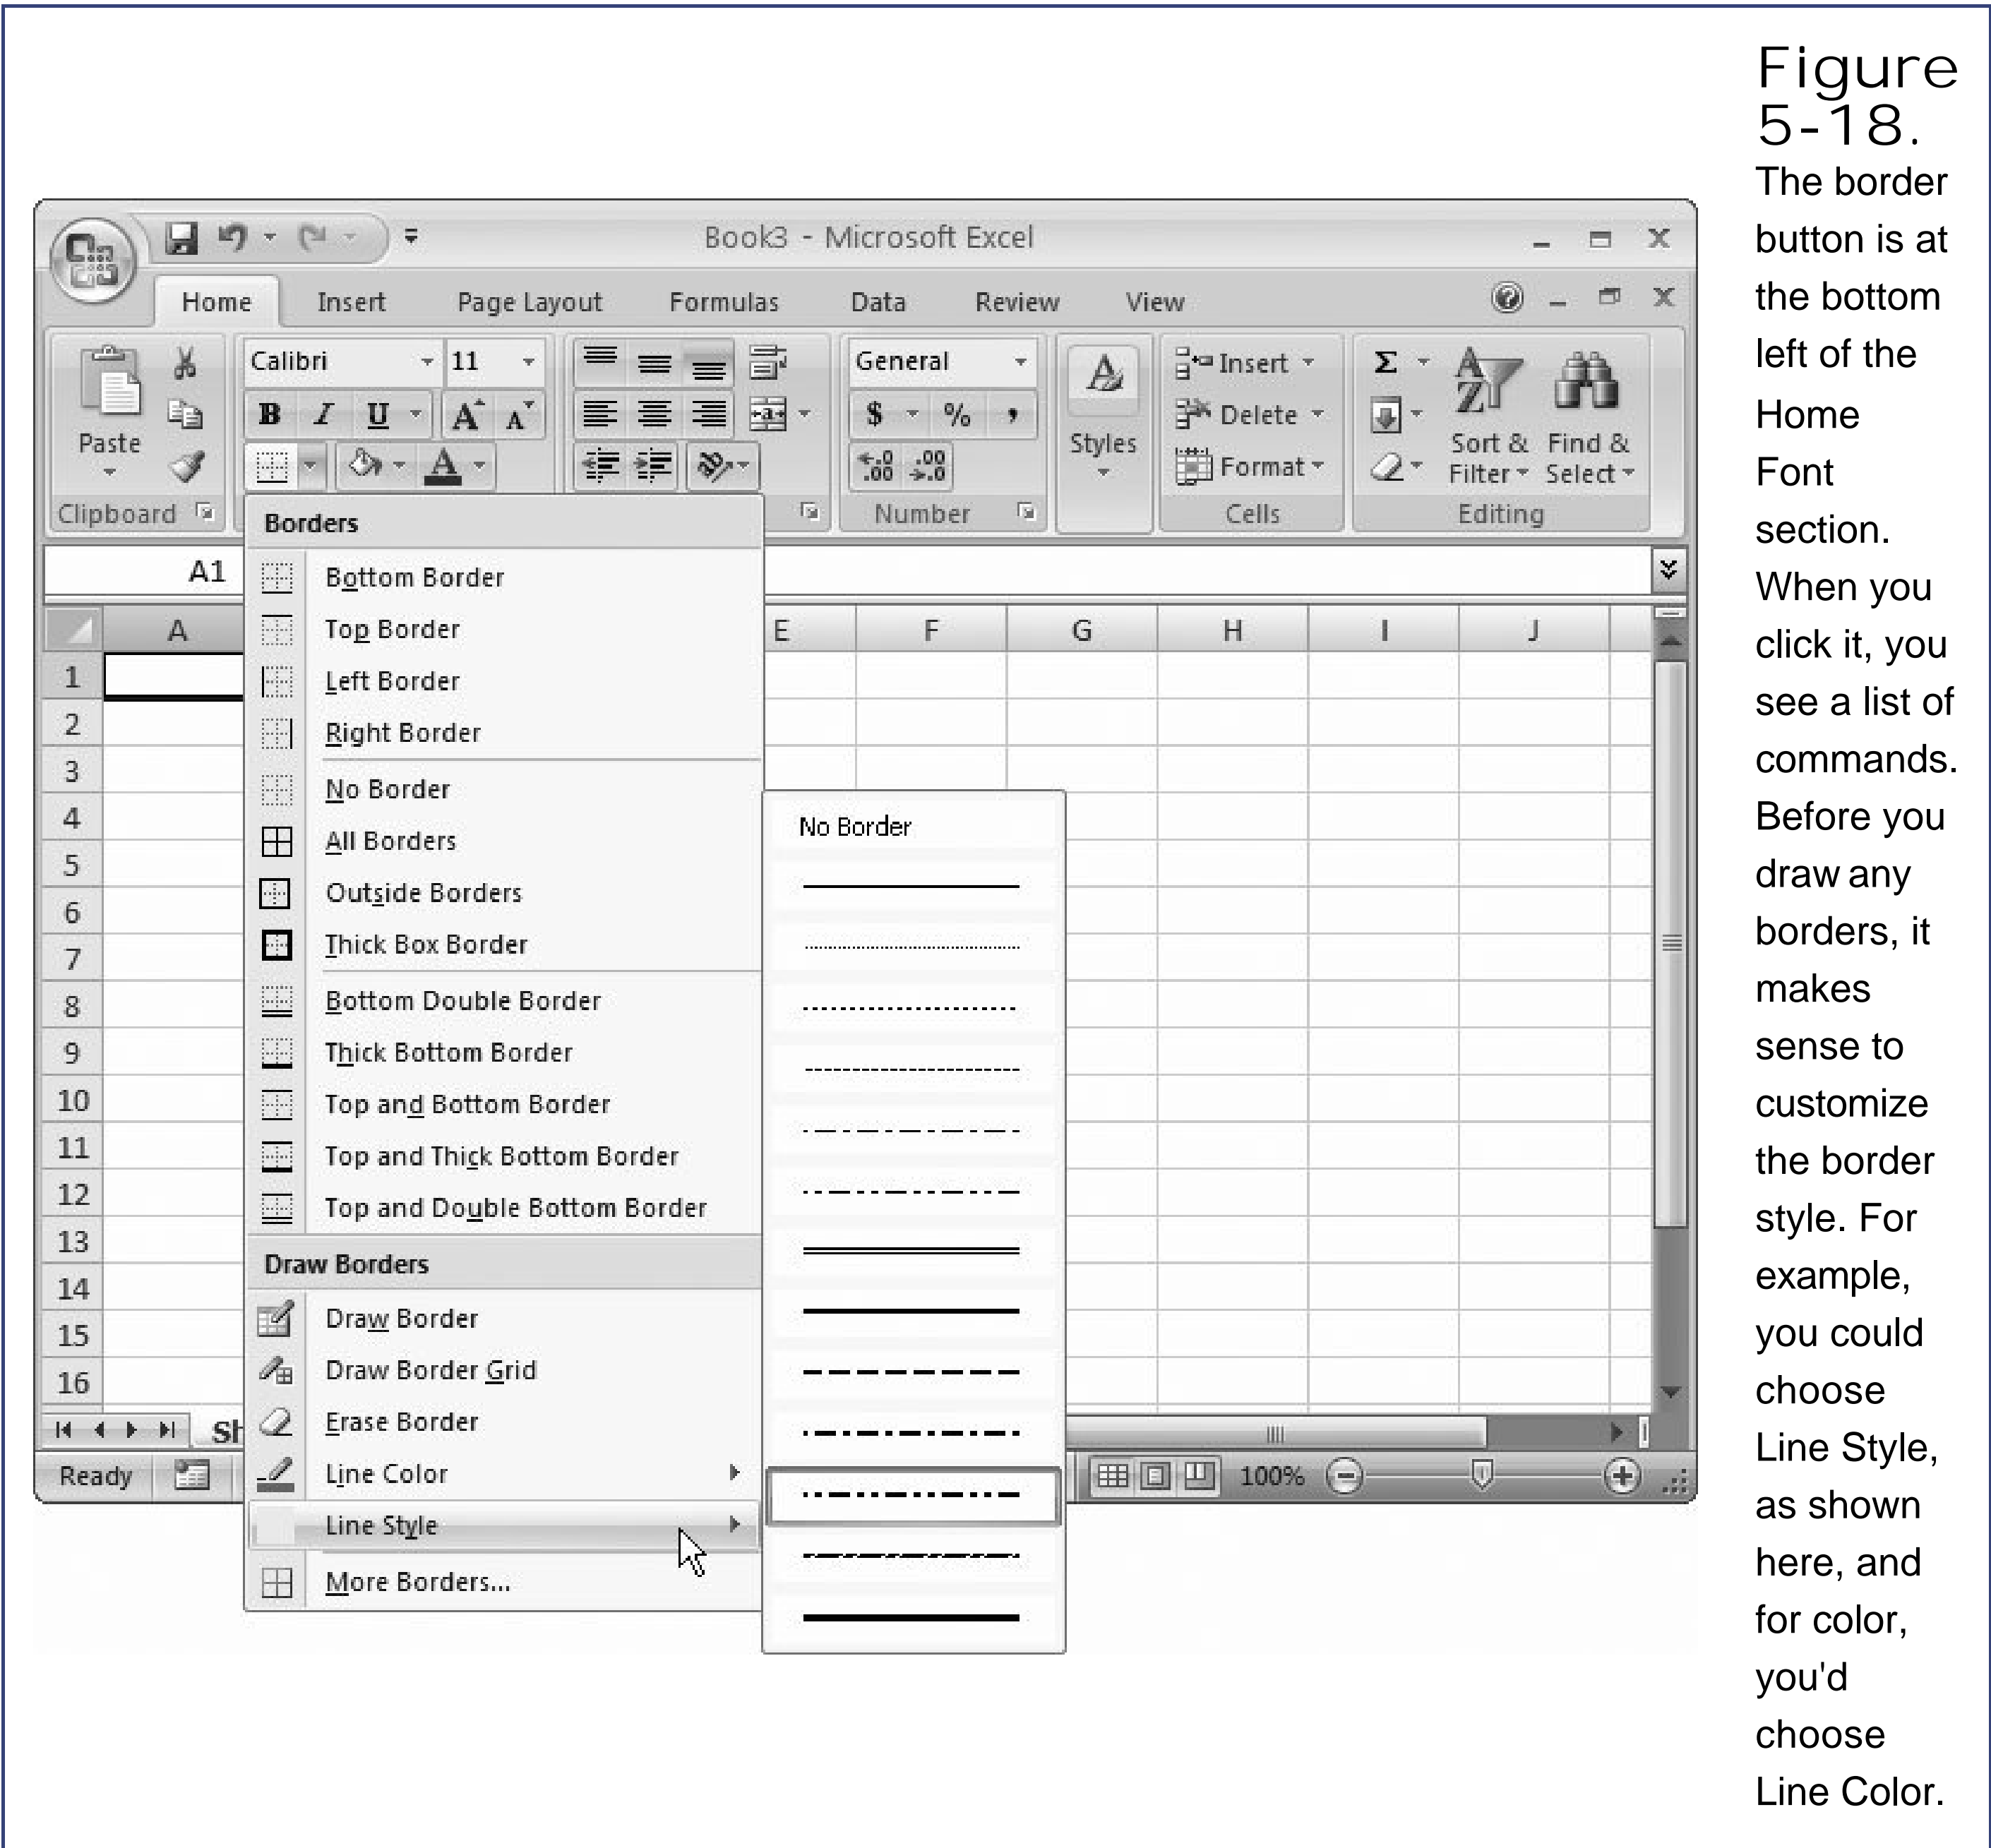 Figure
5-18.
The border
button is at
the bottom
left of the
Home
Font
section.
When you
click it, you
see a list of
commands.
Before you
draw any
borders, it
makes
sense to
customize
the border
style. For
example,
you could
choose
Line Style,
as shown
here, and
for color,
you'd
choose
Line Color.
Book3 - Microsoft Excel
Home Insert Page Layout Formulas Data Review View
Calibri 11 General
Insert
B I U A A $ % ,
Delete
Paste
Styles
Sort & Filter
Find & Select
A .0 .00 .00 .0
Format
Clipboard Number Cells Editing
A1
A E F G H I J
1
2
3
4
5
6
7
8
9
10
11
12
13
14
15
16
Borders
Bottom Border
Top Border
Left Border
Right Border
No Border
All Borders
Outside Borders
Thick Box Border
Bottom Double Border
Thick Bottom Border
Top and Bottom Border
Top and Thick Bottom Border
Top and Double Bottom Border
Draw Borders
Draw Border
Draw Border Grid
Erase Border
Line Color
Line Style
More Borders...
No Border
Sh
Ready 100%